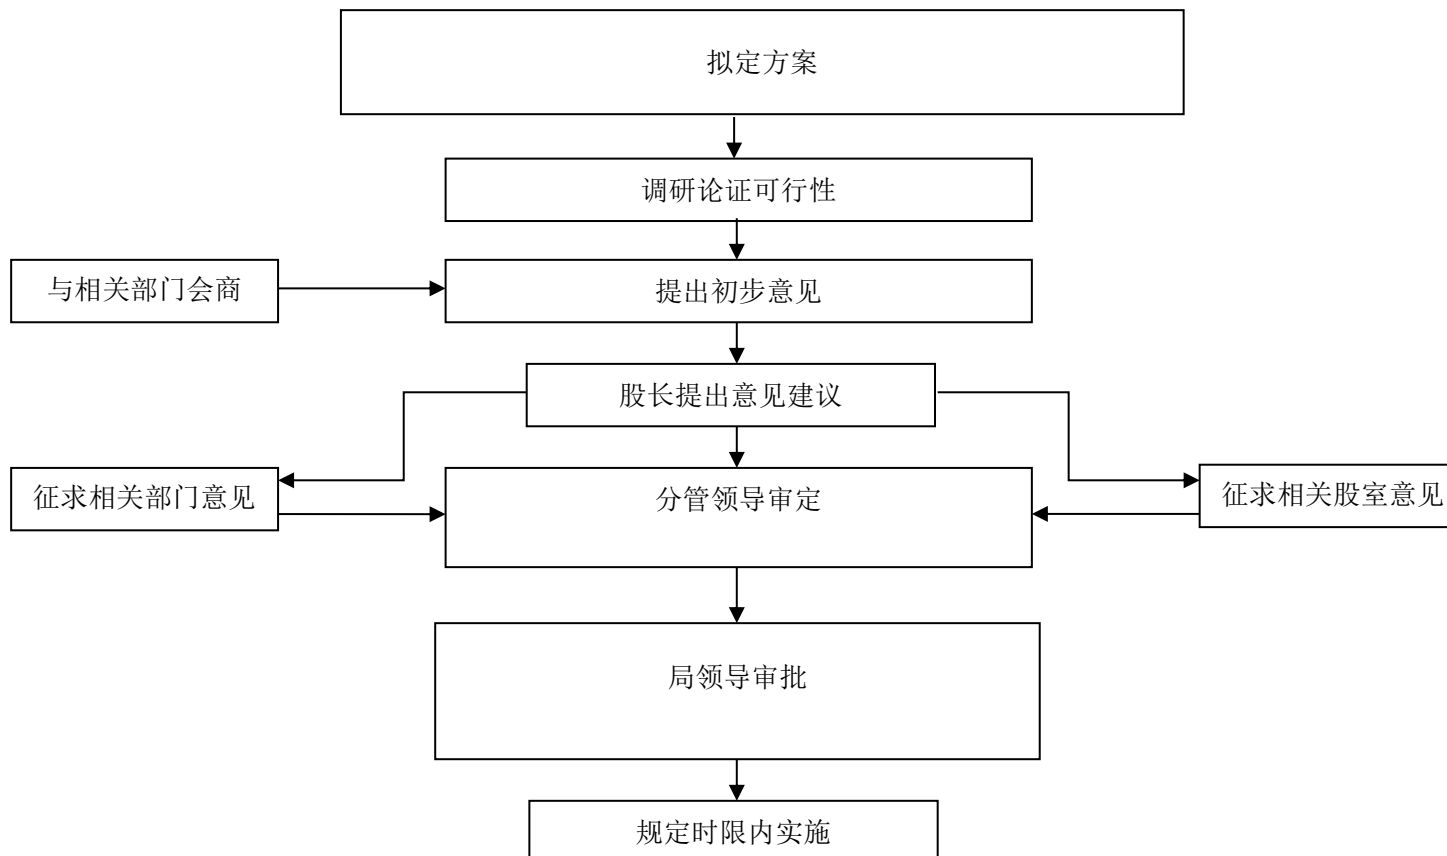 拟定方案
调研论证可行性
与相关部门会商
提出初步意见
股长提出意见建议
征求相关部门意见
分管领导审定
征求相关股室意见
局领导审批
规定时限内实施